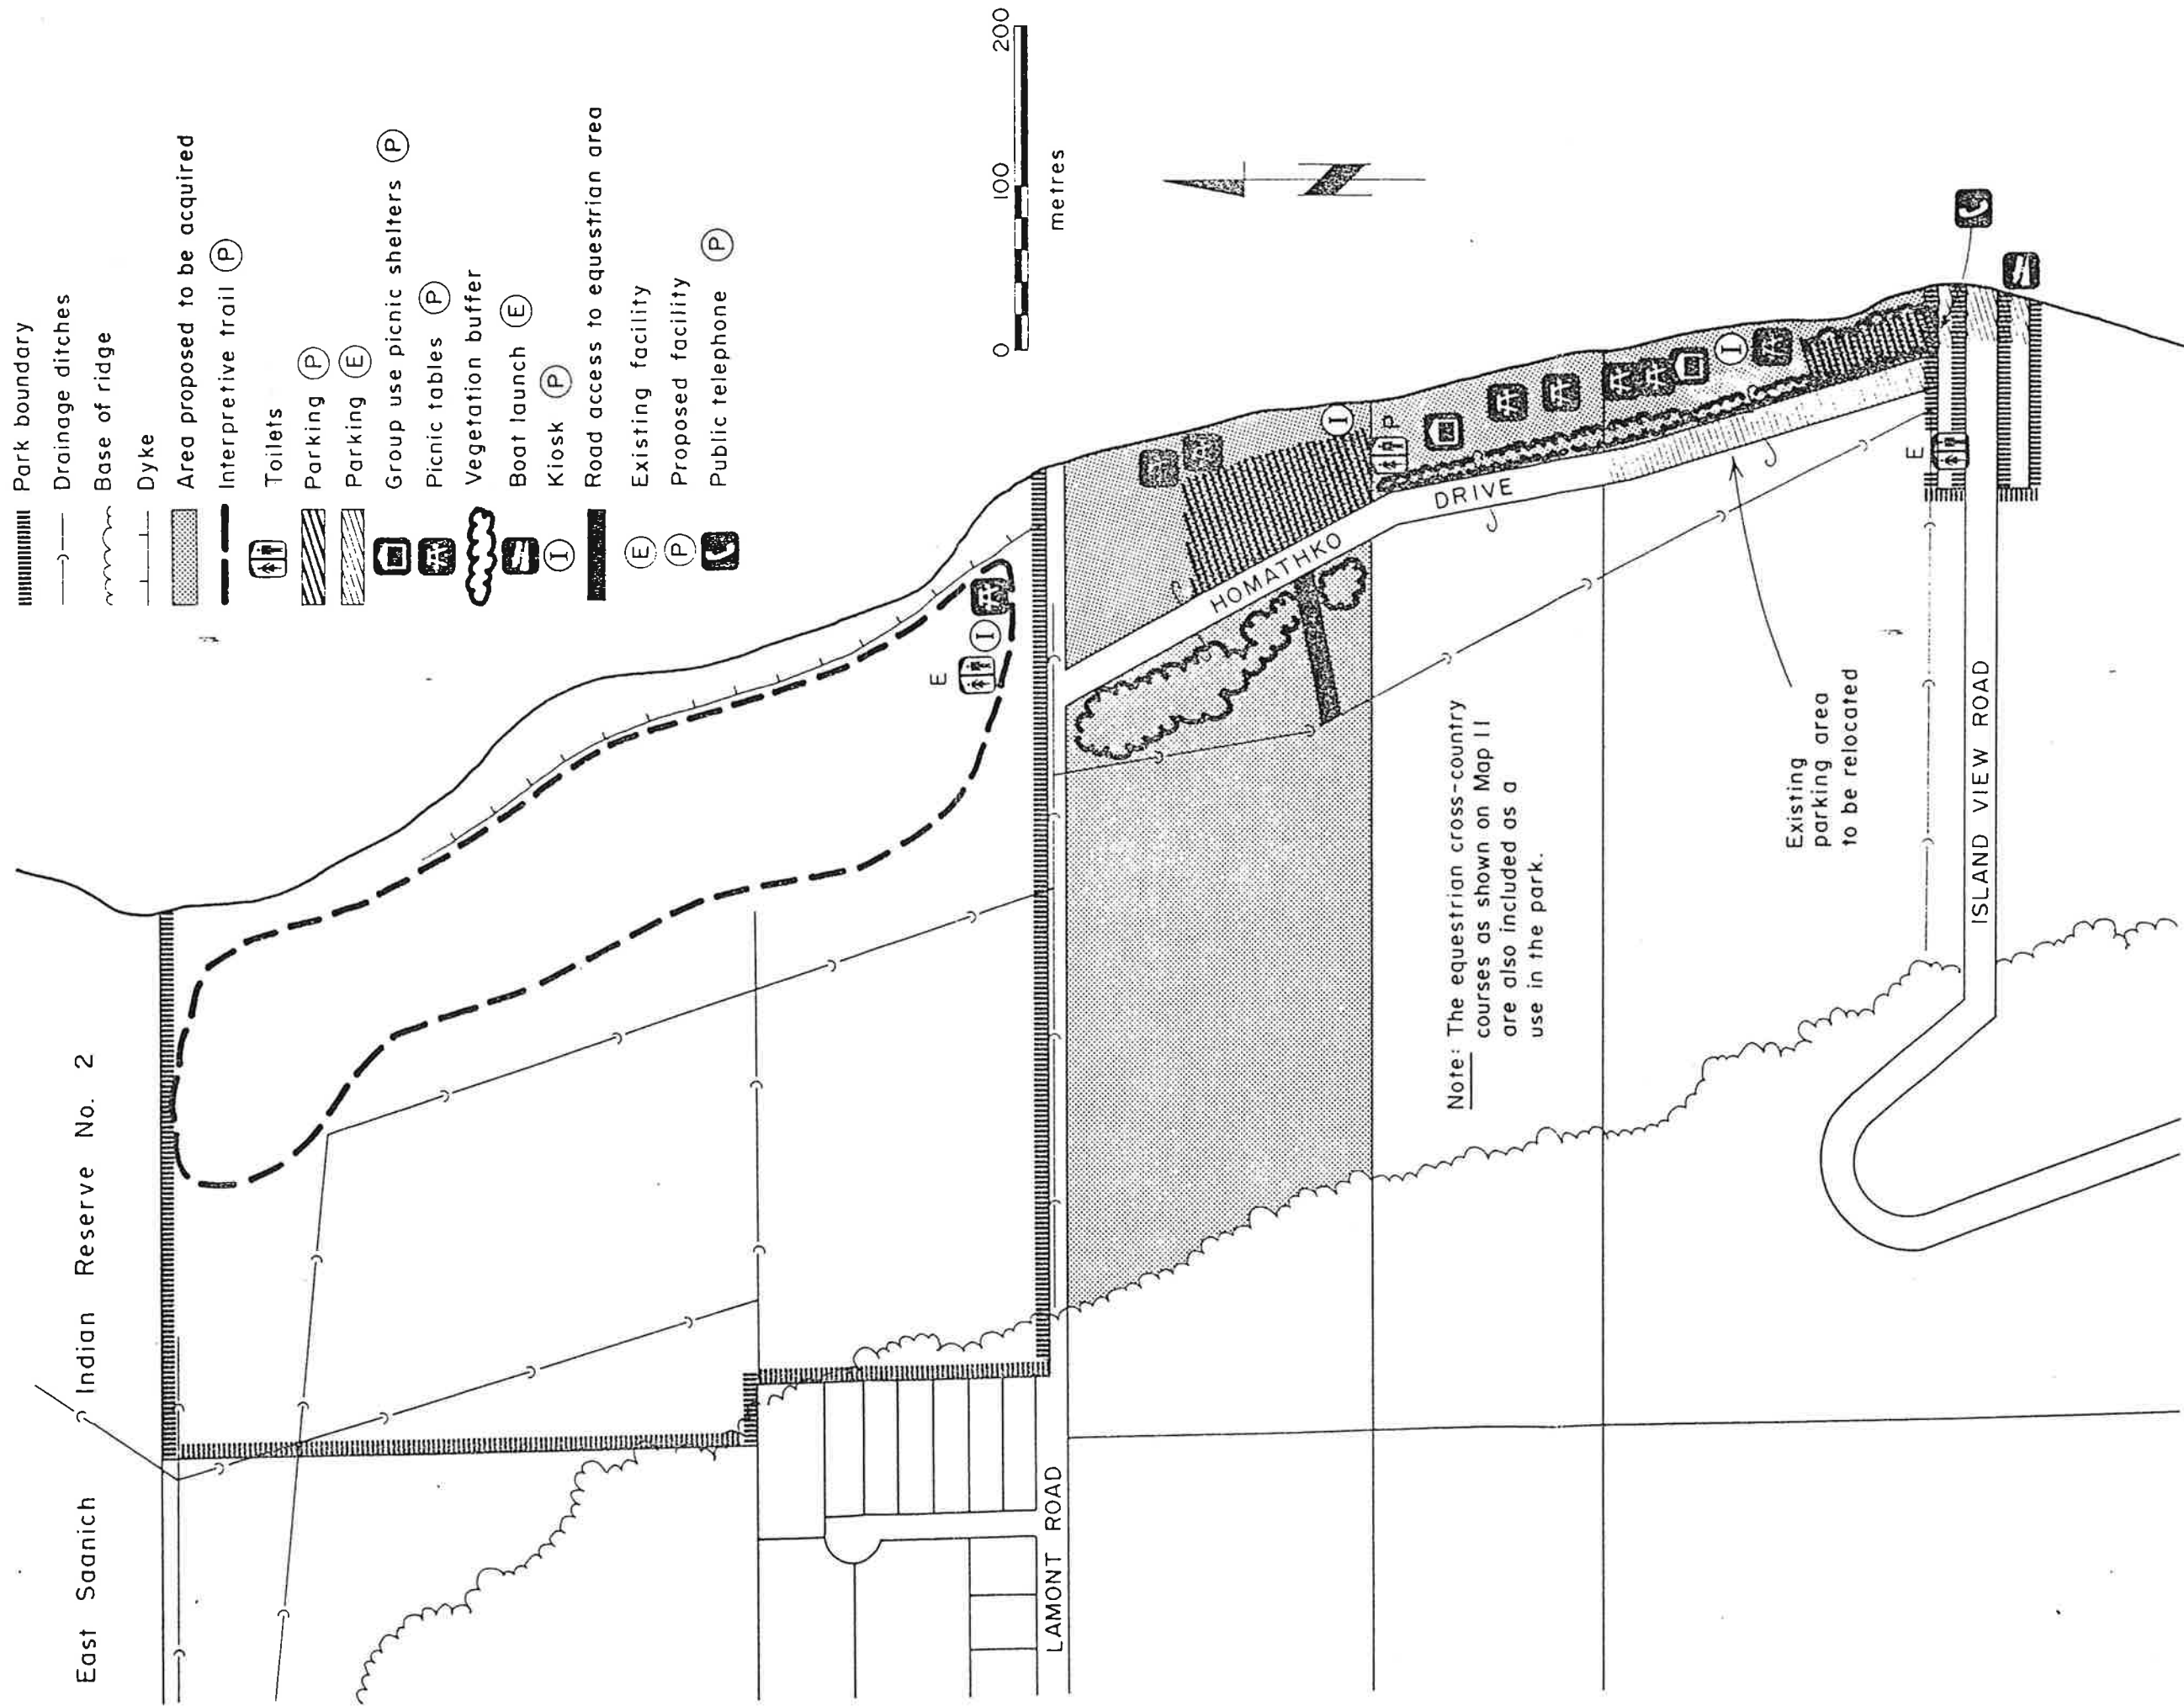 Park boundary
Drainage ditches
Base of ridge
Dyke
Area proposed to be acquired
Interpretive trail P
Toilets
Parking P
Parking E
Group use picnic shelters P
Picnic tables P
Vegetation buffer
Boat launch E
I Kiosk P
Road access to equestrian area
E Existing facility
P Proposed facility
Public telephone P
0 100 200
metres
N
East Saanich Indian Reserve No. 2
E
I
LAMONT ROAD
HOMATHKO
DRIVE
I
P
I
E
Note: The equestrian cross-country
courses as shown on Map 11
are also included as a
use in the park.
Existing
parking area
to be relocated
ISLAND VIEW ROAD